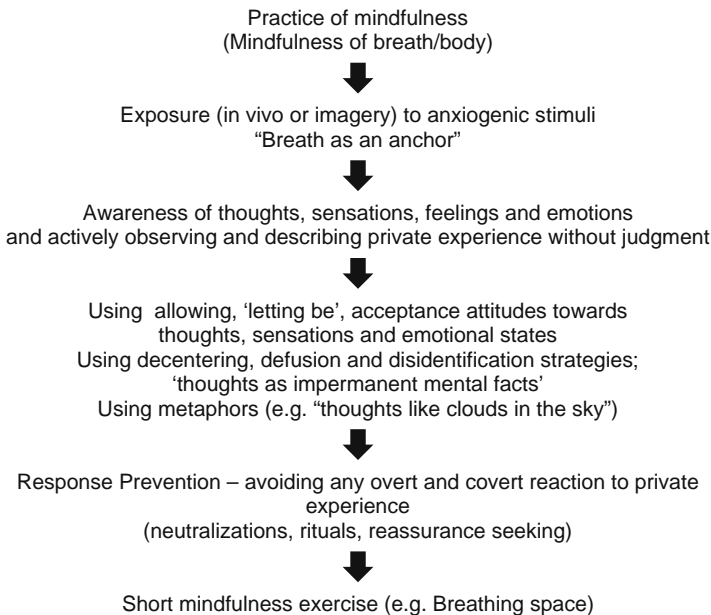 Practice of mindfulness
(Mindfulness of breath/body)
Exposure (in vivo or imagery) to anxiogenic stimuli
“Breath as an anchor”
Awareness of thoughts, sensations, feelings and emotions
and actively observing and describing private experience without judgment
Using allowing, ‘letting be’, acceptance attitudes towards
thoughts, sensations and emotional states
Using decentering, defusion and disidentification strategies;
‘thoughts as impermanent mental facts’
Using metaphors (e.g. “thoughts like clouds in the sky”)
Response Prevention – avoiding any overt and covert reaction to private
experience
(neutralizations, rituals, reassurance seeking)
Short mindfulness exercise (e.g. Breathing space)